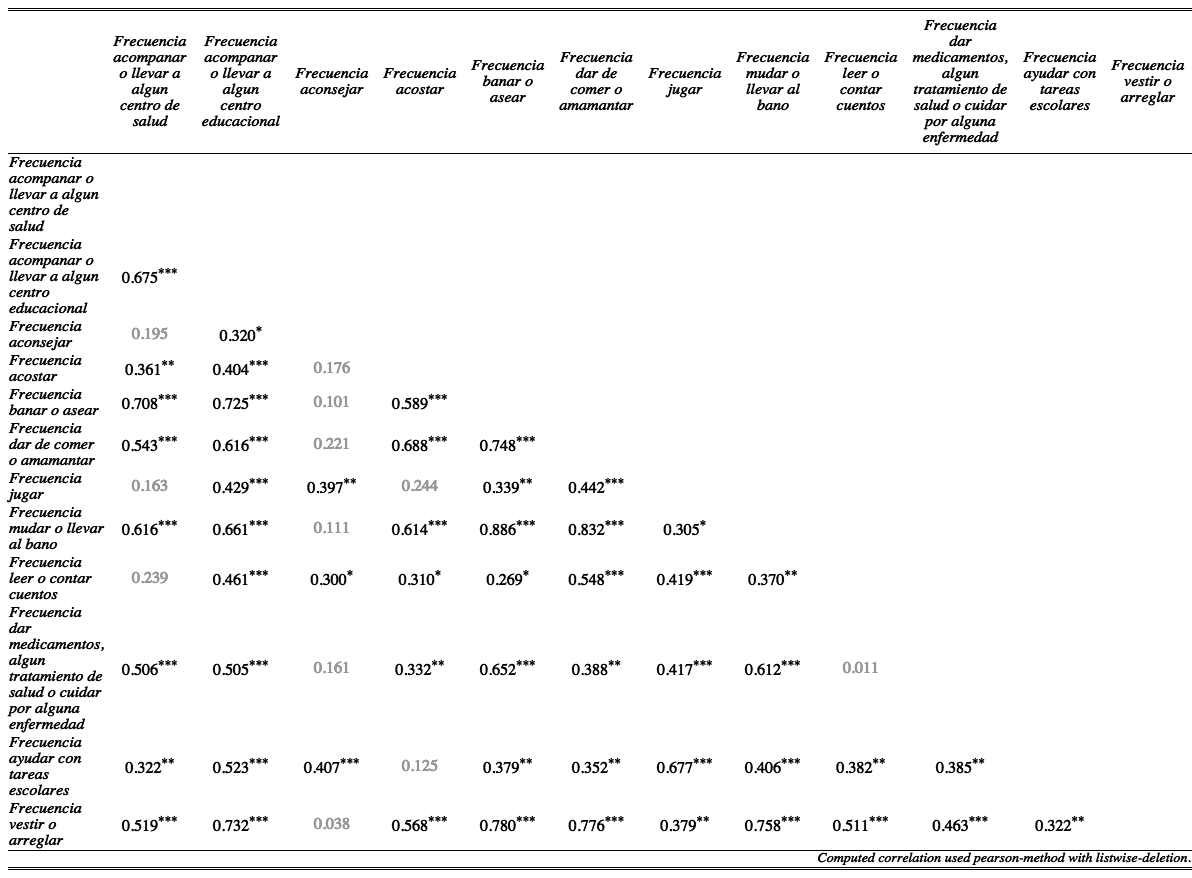 Frecuencia acompanar o llevar a algun centro de salud
Frecuencia acompanar o llevar a algun centro educacional
Frecuencia aconsejar
Frecuencia acostar
Frecuencia banar o asear
Frecuencia dar de comer o amamantar
Frecuencia jugar
Frecuencia mudar o llevar al bano
Frecuencia leer o contar cuentos
Frecuencia dar medicamentos, algun tratamiento de salud o cuidar por alguna enfermedad
Frecuencia ayudar con tareas escolares
Frecuencia vestir o arreglar
Frecuencia acompanar o llevar a algun centro de salud
Frecuencia acompanar o llevar a algun centro educacional 0.675***
Frecuencia aconsejar 0.195 0.320*
Frecuencia acostar 0.361** 0.404*** 0.176
Frecuencia banar o asear 0.708*** 0.725*** 0.101 0.589***
Frecuencia dar de comer o amamantar 0.543*** 0.616*** 0.221 0.688*** 0.748***
Frecuencia jugar 0.163 0.429*** 0.397** 0.244 0.339** 0.442***
Frecuencia mudar o llevar al bano 0.616*** 0.661*** 0.111 0.614*** 0.886*** 0.832*** 0.305*
Frecuencia leer o contar cuentos 0.239 0.461*** 0.300* 0.310* 0.269* 0.548*** 0.419*** 0.370**
Frecuencia dar medicamentos, algun tratamiento de salud o cuidar por alguna enfermedad 0.506*** 0.505*** 0.161 0.332** 0.652*** 0.388** 0.417*** 0.612*** 0.011
Frecuencia ayudar con tareas escolares 0.322** 0.523*** 0.407*** 0.125 0.379** 0.352** 0.677*** 0.406*** 0.382** 0.385**
Frecuencia vestir o arreglar 0.519*** 0.732*** 0.038 0.568*** 0.780*** 0.776*** 0.379** 0.758*** 0.511*** 0.463*** 0.322**
Computed correlation used pearson-method with listwise-deletion.